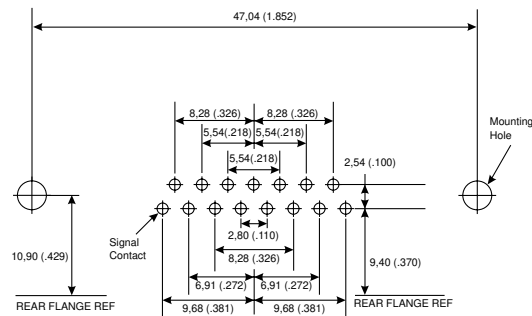 47,04 (1.852)
8,28 (.326)
8,28 (.326)
Mounting
Hole
5,54(.218)
5,54(.218)
5,54(.218)
2,54 (.100)
Signal
Contact
2,80 (.110)
10,90 (.429)
8,28 (.326)
9,40 (.370)
6,91 (.272)
6,91 (.272)
REAR FLANGE REF
REAR FLANGE REF
9,68 (.381)
9,68 (.381)